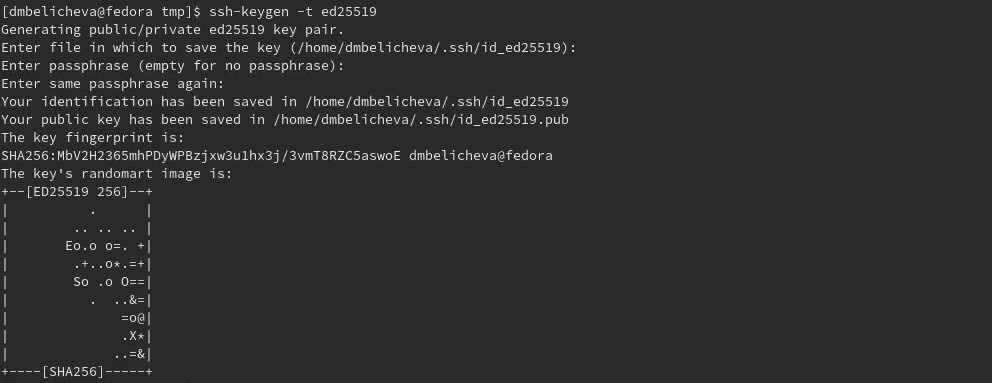 [dmbelicheva@fedora tmp]$ ssh-keygen -t ed25519
Generating public/private ed25519 key pair.
Enter file in which to save the key (/home/dmbelicheva/.ssh/id_ed25519):
Enter passphrase (empty for no passphrase):
Enter same passphrase again:
Your identification has been saved in /home/dmbelicheva/.ssh/id_ed25519
Your public key has been saved in /home/dmbelicheva/.ssh/id_ed25519.pub
The key fingerprint is:
SHA256:MbV2H2365mhPDyWPBzjxw3u1hx3j/3vmT8RZC5aswoE dmbelicheva@fedora
The key's randomart image is:
+--[ED25519 256]--+
|          .      |
|        .. .. .. |
|       Eo.o o=. +|
|        .+..o*.=+|
|        So .o O==|
|          .  ..&=|
|              =o@|
|              .X*|
|             ..=&|
+----[SHA256]-----+